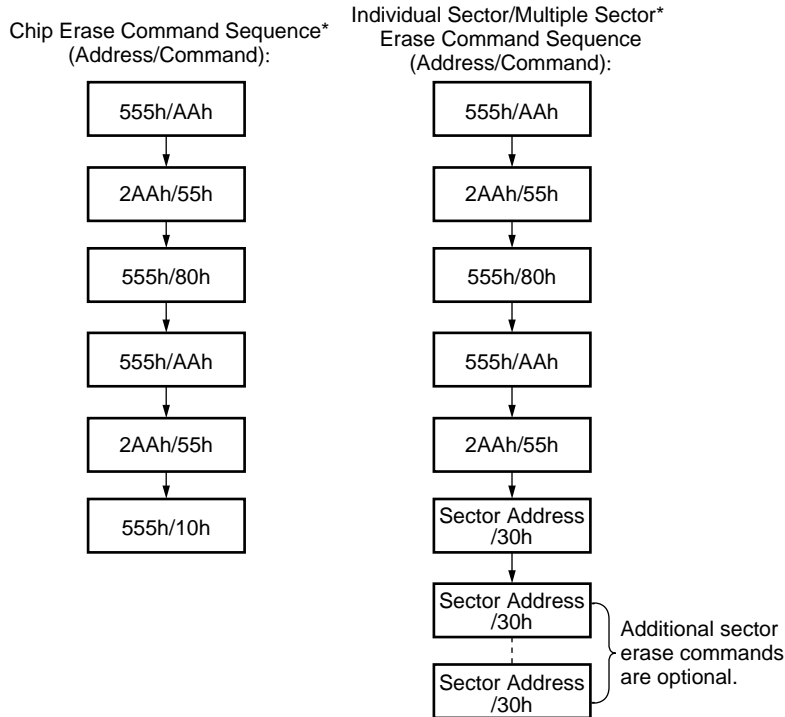 Chip Erase Command Sequence*
(Address/Command):
555h/AAh
2AAh/55h
555h/80h
555h/AAh
2AAh/55h
555h/10h
Individual Sector/Multiple Sector*
Erase Command Sequence
(Address/Command):
555h/AAh
2AAh/55h
555h/80h
555h/AAh
2AAh/55h
Sector Address
/30h
Sector Address
/30h
Sector Address
/30h
Additional sector
erase commands
are optional.